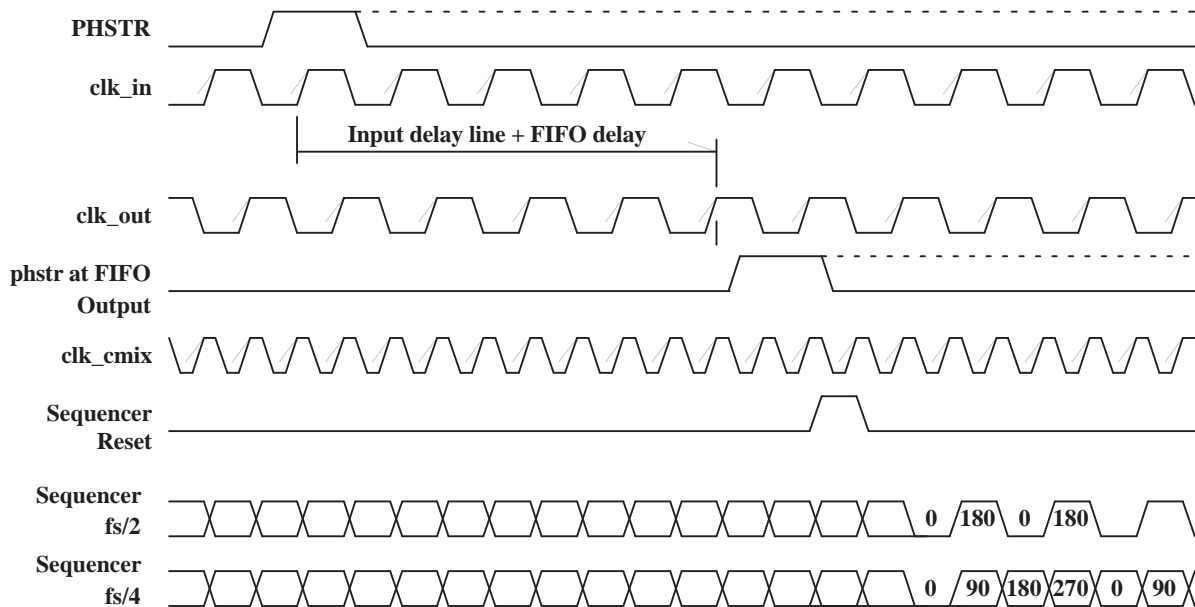 PHSTR
clk_in
Input delay line + FIFO delay
clk_out
phstr at FIFO
Output
clk_cmix
Sequencer
Reset
Sequencer
fs/2
0 180 0 180
Sequencer
fs/4
0 90 180 270 0 90